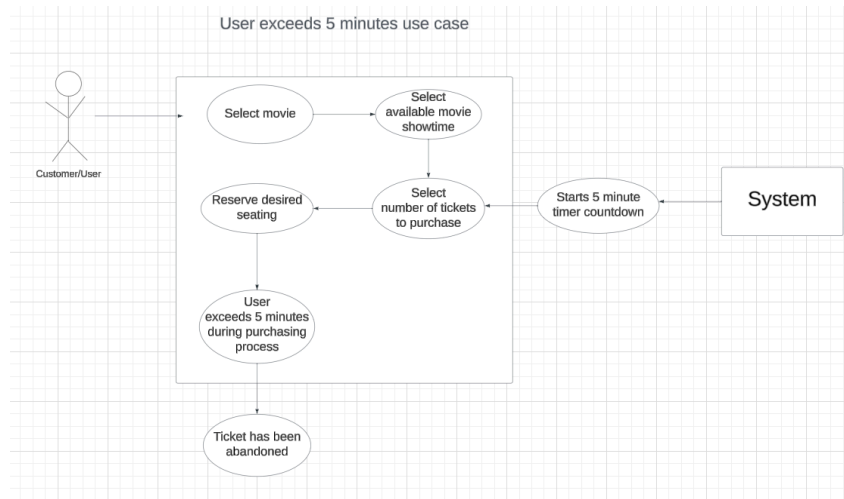 User exceeds 5 minutes use case
Customer/User
Select movie
Select
available movie
showtime
Reserve desired
seating
Select
number of tickets
to purchase
Starts 5 minute
timer countdown
System
User
exceeds 5 minutes
during purchasing
process
Ticket has been
abandoned